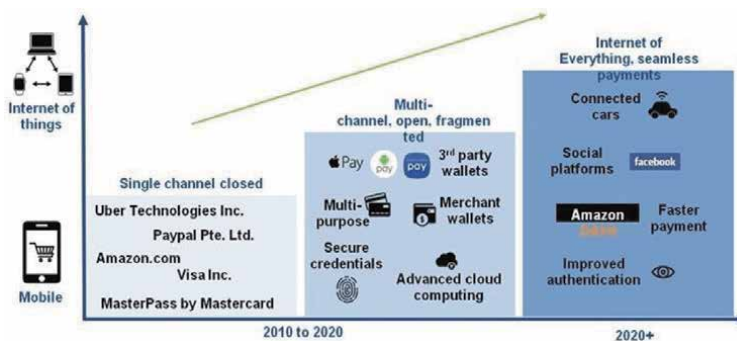 Internet of
Everything, seamless
payments
Internet of
things
Multi-
channel, open, fragmen
ted
Connected
cars
Pay
pay
pay
3rd party
wallets
Social
platforms
facebook
Single channel closed
Uber Technologies Inc.
Paypal Pte. Ltd.
Amazon.com
Visa Inc.
MasterPass by Mastercard
Multi-
purpose
Merchant
wallets
Secure
credentials
Advanced cloud
computing
Amazon
Faster
payment
Improved
authentication
Mobile
2010 to 2020
2020+